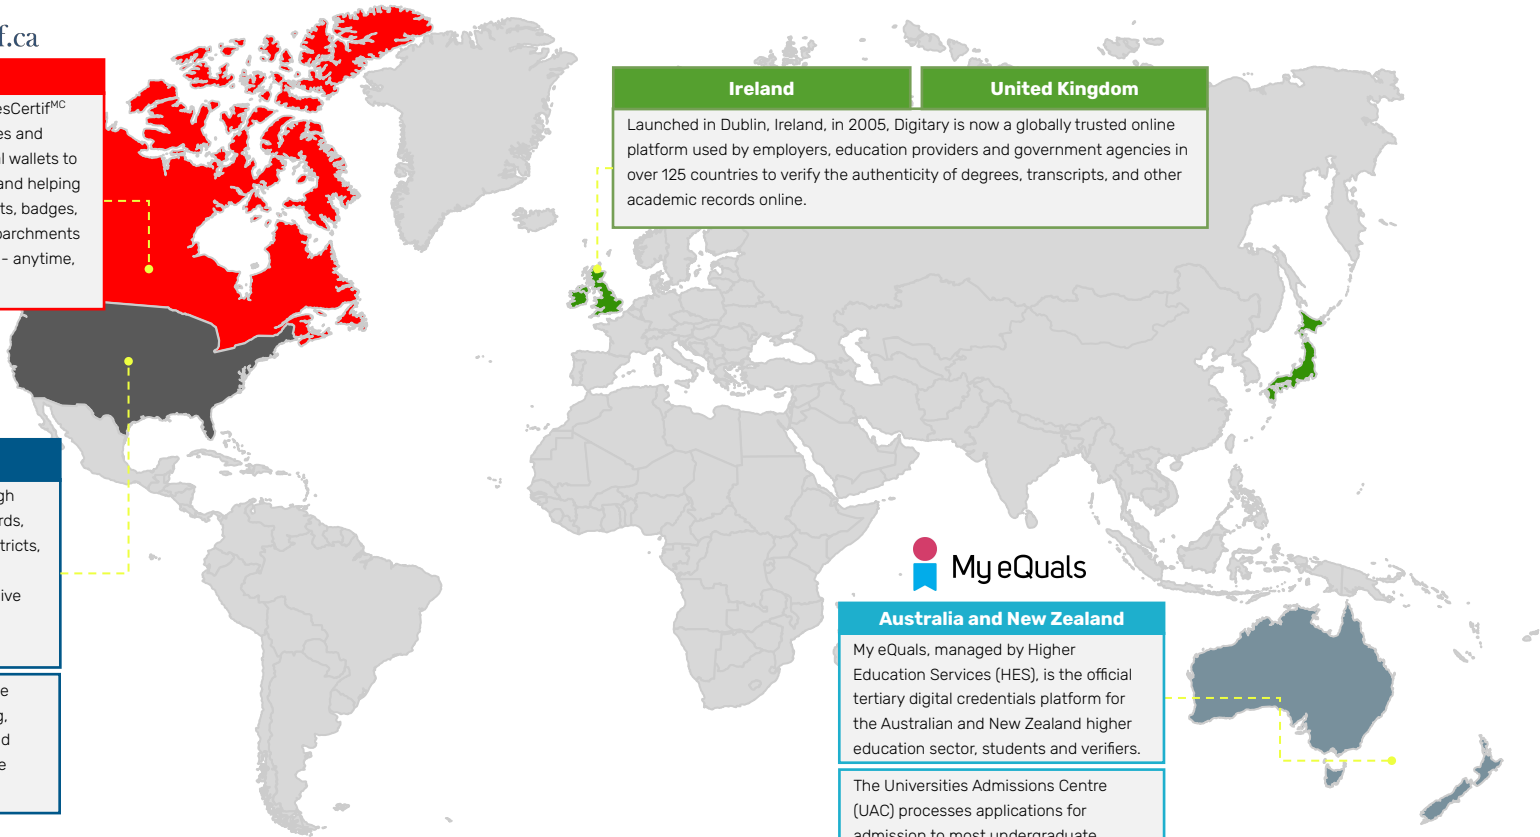 f.ca
esCertifMC
es and
al wallets to
and helping
ts, badges,
parchments
- anytime,
Ireland
United Kingdom
Launched in Dublin, Ireland, in 2005, Digitary is now a globally trusted online
platform used by employers, education providers and government agencies in
over 125 countries to verify the authenticity of degrees, transcripts, and other
academic records online.
gh
rds,
tricts,
ive
e
g,
d
e
My eQuals
Australia and New Zealand
My eQuals, managed by Higher
Education Services (HES), is the official
tertiary digital credentials platform for
the Australian and New Zealand higher
education sector, students and verifiers.
The Universities Admissions Centre
(UAC) processes applications for
admission to most undergraduate